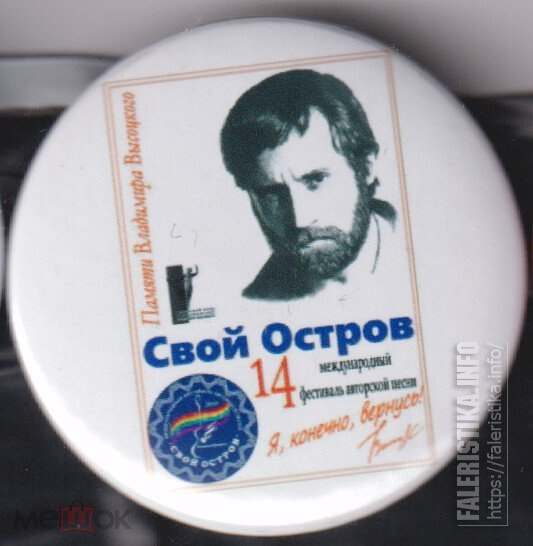 Памяти Владимира Высоцкого
Свой Остров
14
международный
фестиваль авторской песни
Я, конечно, вернусь!
СВОЙ ОСТРОВ
FALERISTIKA.INFO
https://faleristika.info/
Мешок